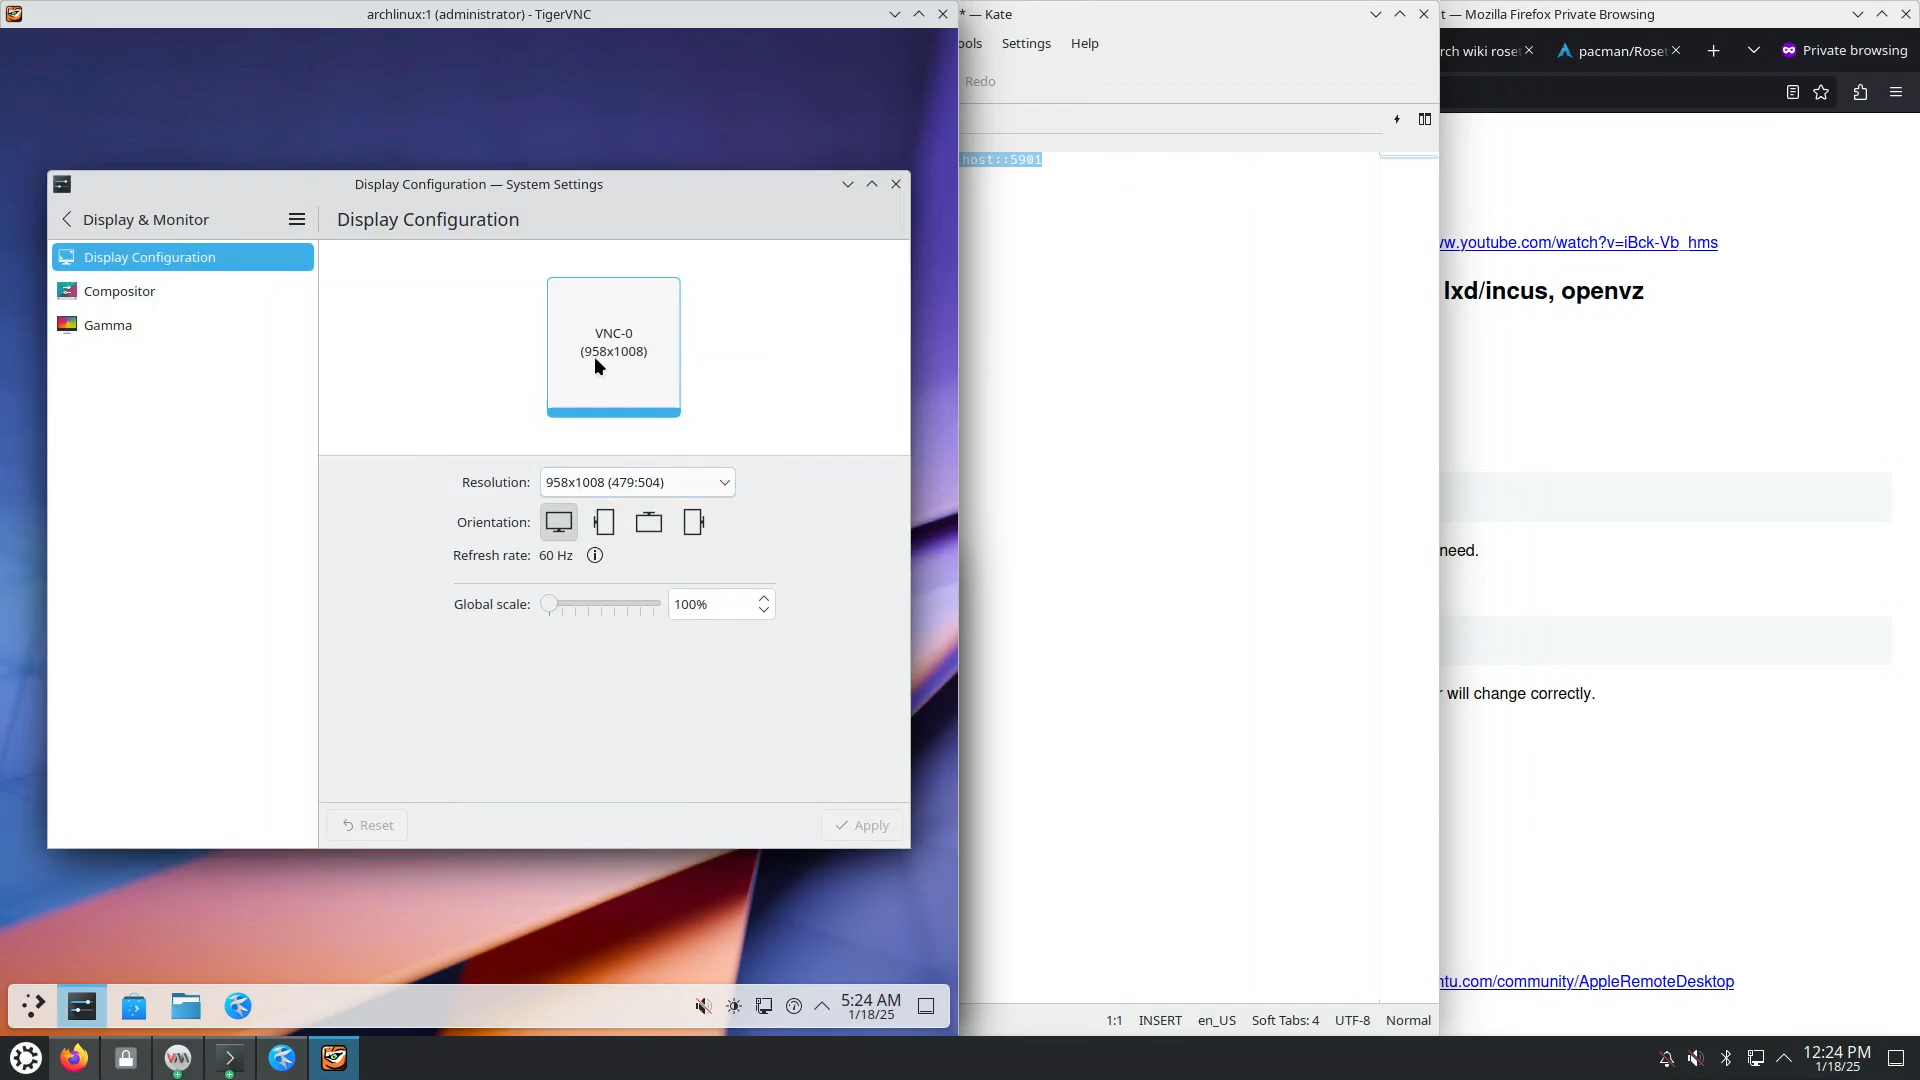 archlinux:1 (administrator) - TigerVNC
* — Kate
t — Mozilla Firefox Private Browsing
ools Settings Help
rch wiki roset
pacman/Roset
Private browsing
Redo
host::5901
Display Configuration — System Settings
Display & Monitor
Display Configuration
Display Configuration
Compositor
Gamma
VNC-0
(958x1008)
Resolution: 958x1008 (479:504)
Orientation:
Refresh rate: 60 Hz
Global scale: 100%
Reset
Apply
ww.youtube.com/watch?v=iBck-Vb_hms
lxd/incus, openvz
need.
r will change correctly.
ntu.com/community/AppleRemoteDesktop
5:24 AM
1/18/25
1:1 INSERT en_US Soft Tabs: 4 UTF-8 Normal
12:24 PM
1/18/25